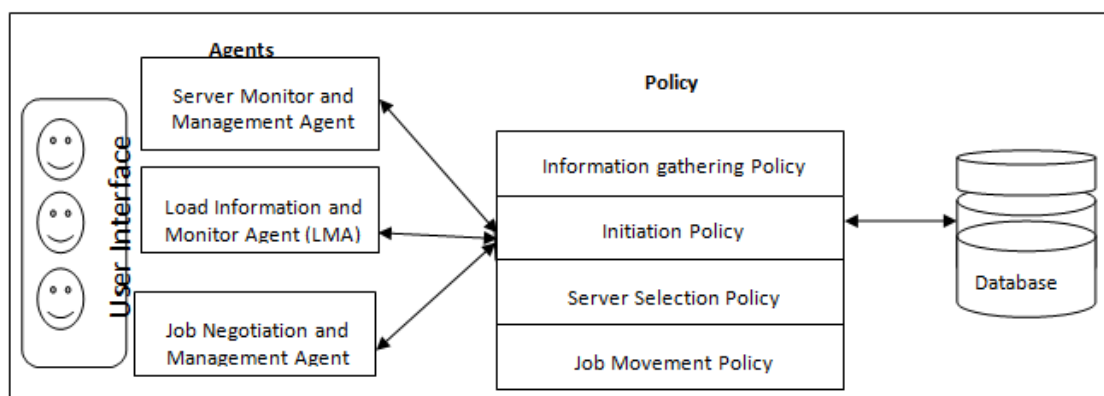 Agents
Server Monitor and
Management Agent
Load Information and
Monitor Agent (LMA)
Job Negotiation and
Management Agent
User Interface
Policy
Information gathering Policy
Initiation Policy
Server Selection Policy
Job Movement Policy
Database